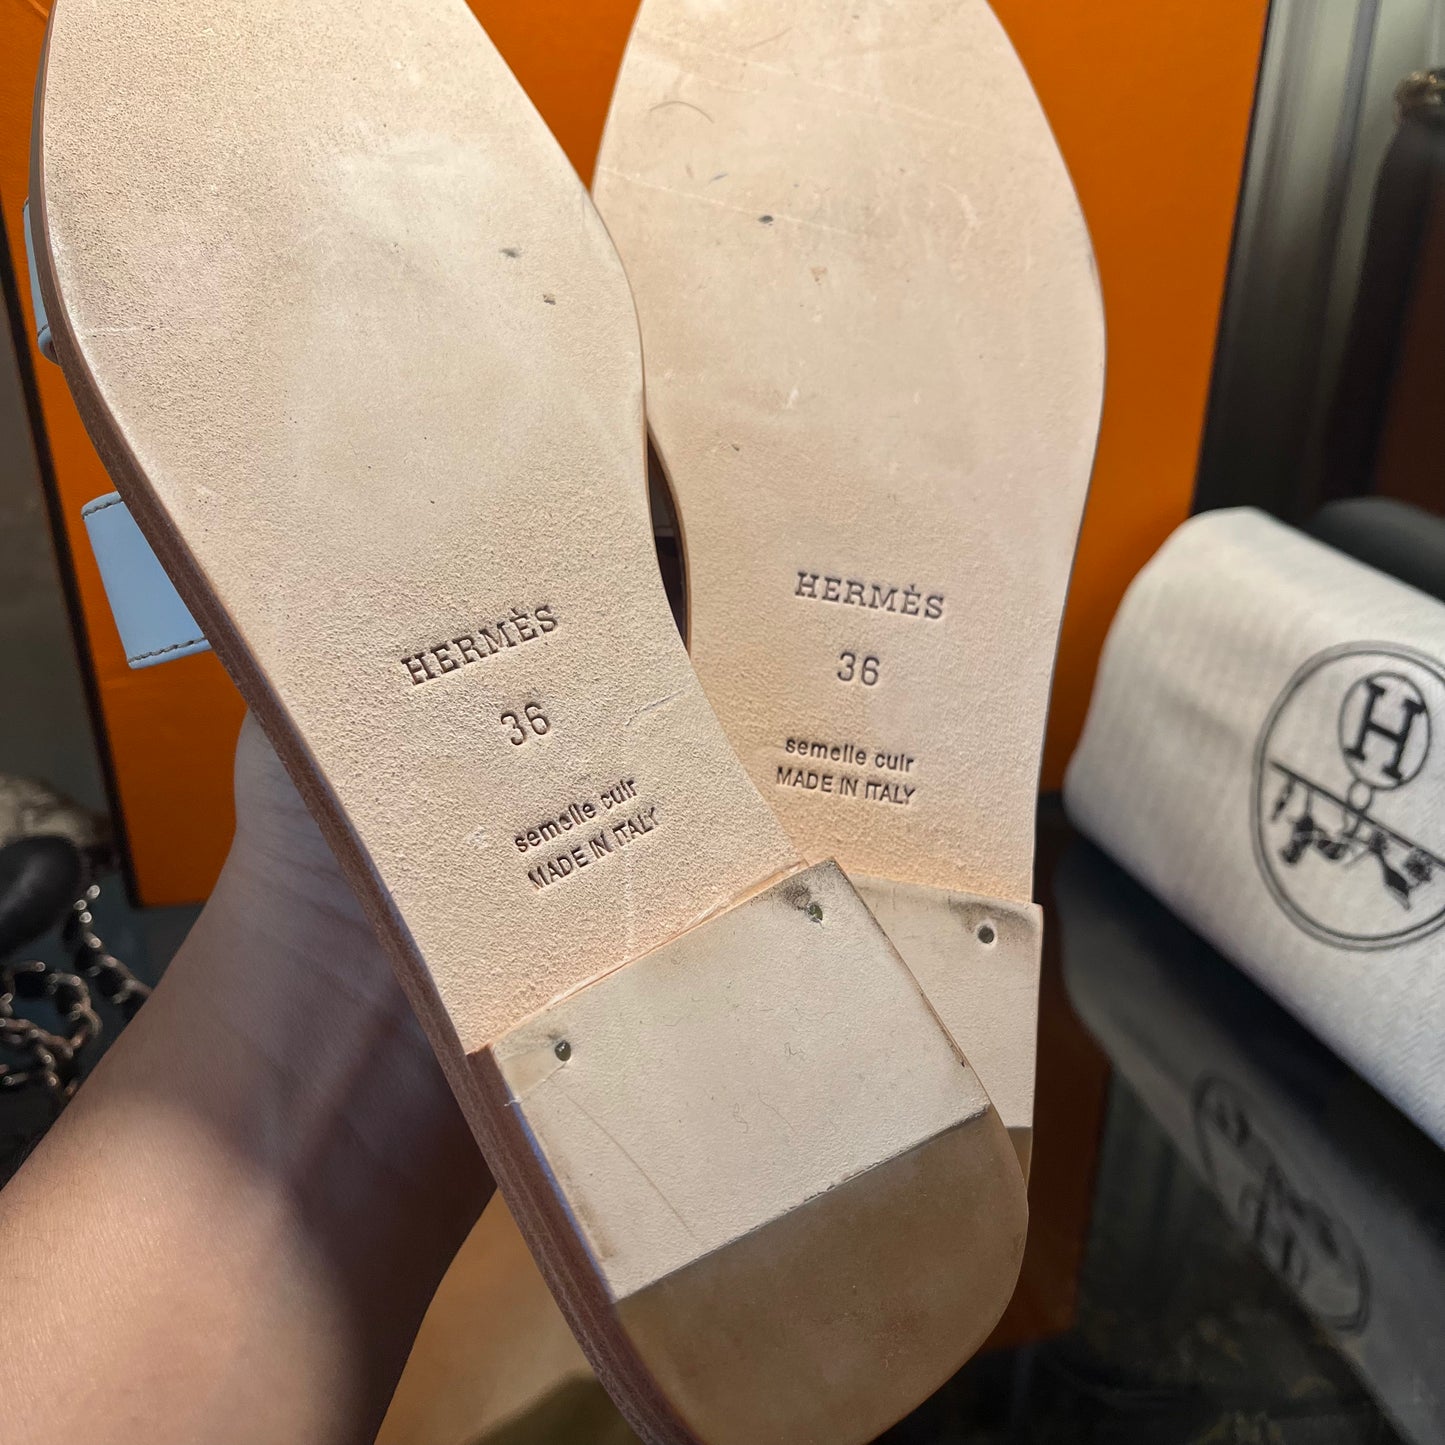 HERMÈS
36
semelle cuir
MADE IN ITALY
HERMÈS
36
semelle cuir
MADE IN ITALY
H